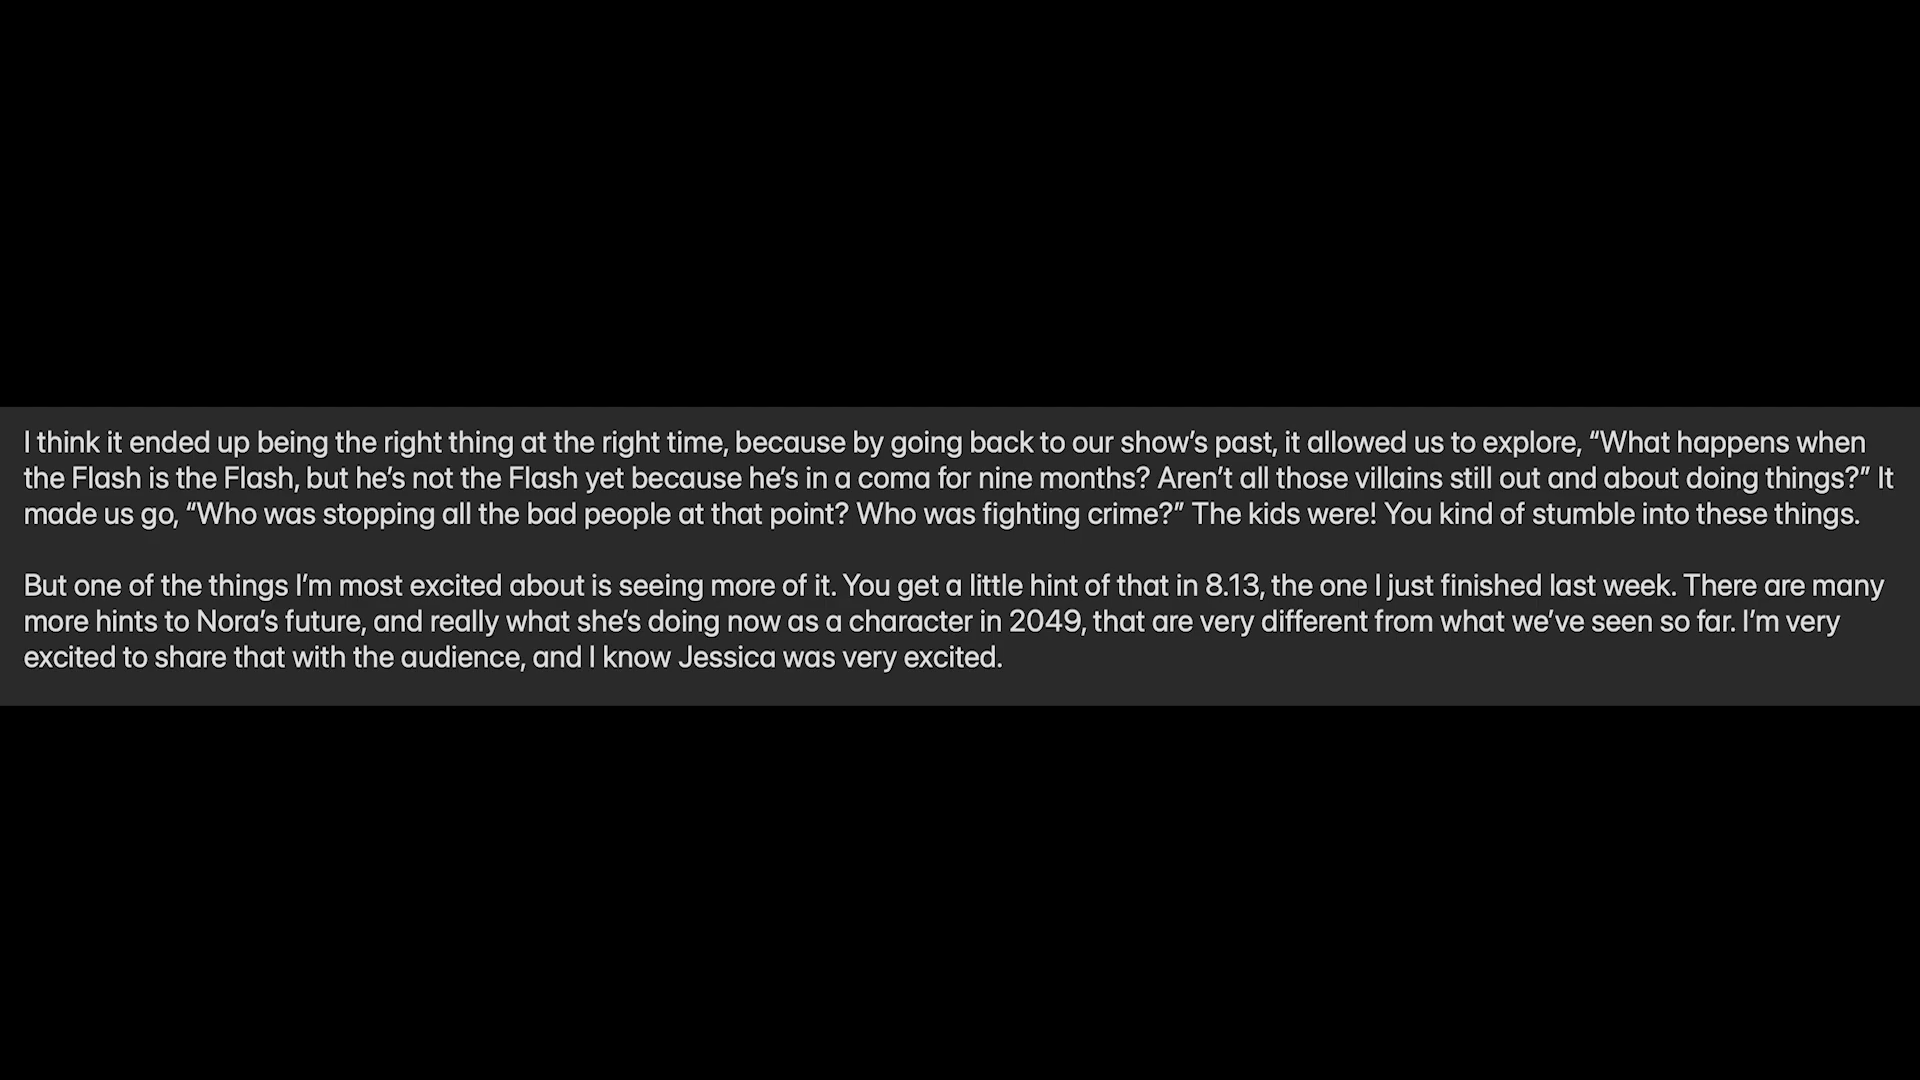 I think it ended up being the right thing at the right time, because by going back to our show’s past, it allowed us to explore, “What happens when
the Flash is the Flash, but he’s not the Flash yet because he’s in a coma for nine months? Aren’t all those villains still out and about doing things?” It
made us go, “Who was stopping all the bad people at that point? Who was fighting crime?” The kids were! You kind of stumble into these things.
But one of the things I’m most excited about is seeing more of it. You get a little hint of that in 8.13, the one I just finished last week. There are many
more hints to Nora’s future, and really what she’s doing now as a character in 2049, that are very different from what we’ve seen so far. I’m very
excited to share that with the audience, and I know Jessica was very excited.